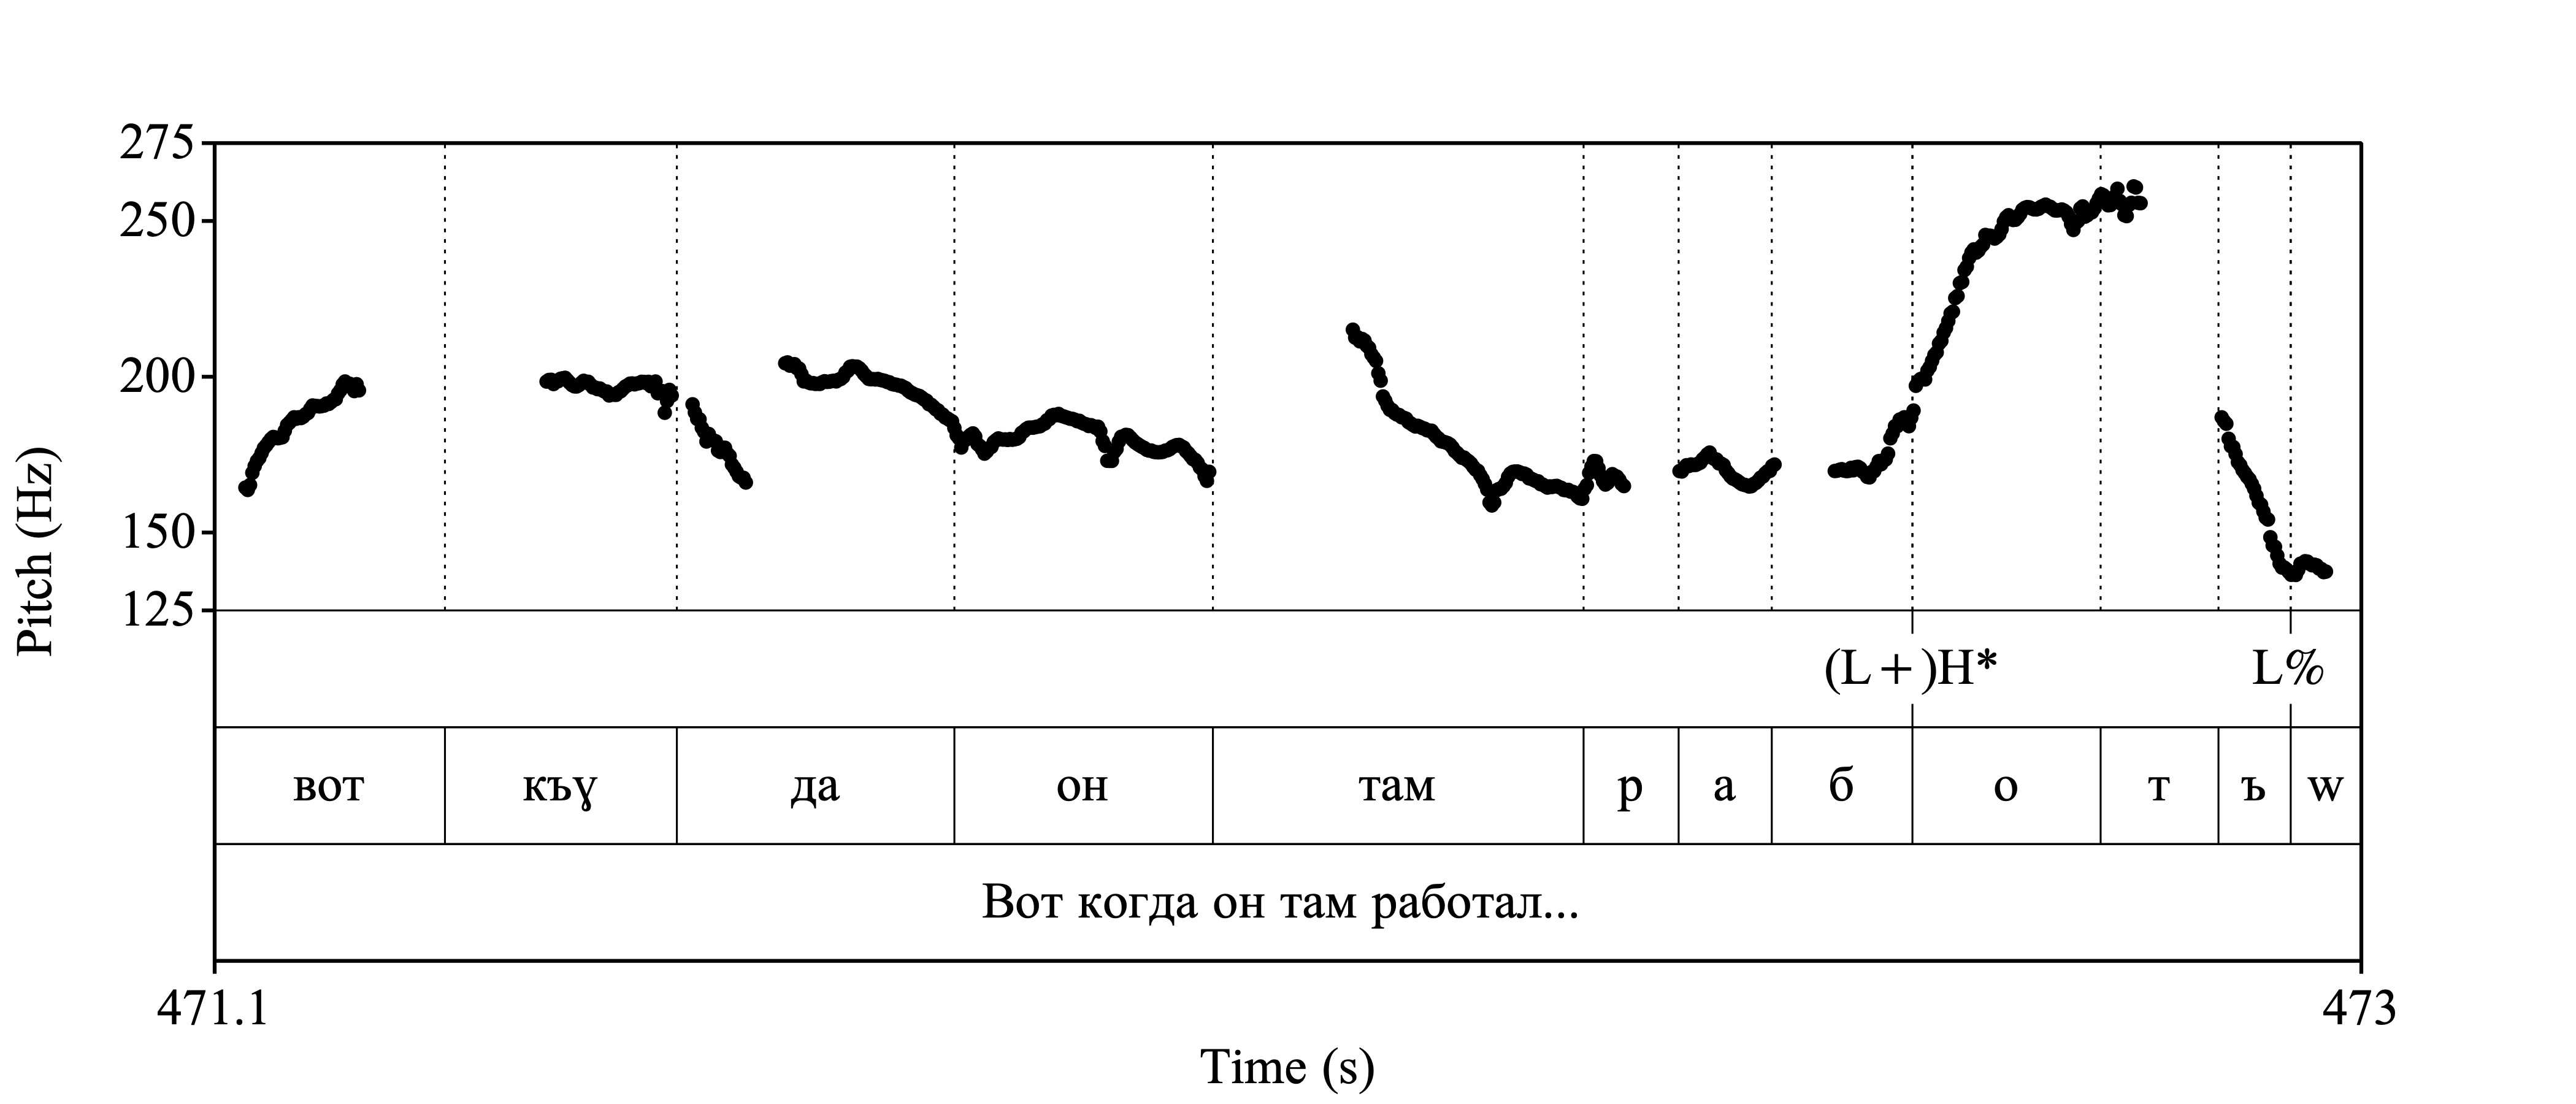 275
250
200
150
125
Pitch (Hz)
(L+)H* L%
вот къɣ да он там р а б о т ъ w
Вот когда он там работал...
471.1 473
Time (s)